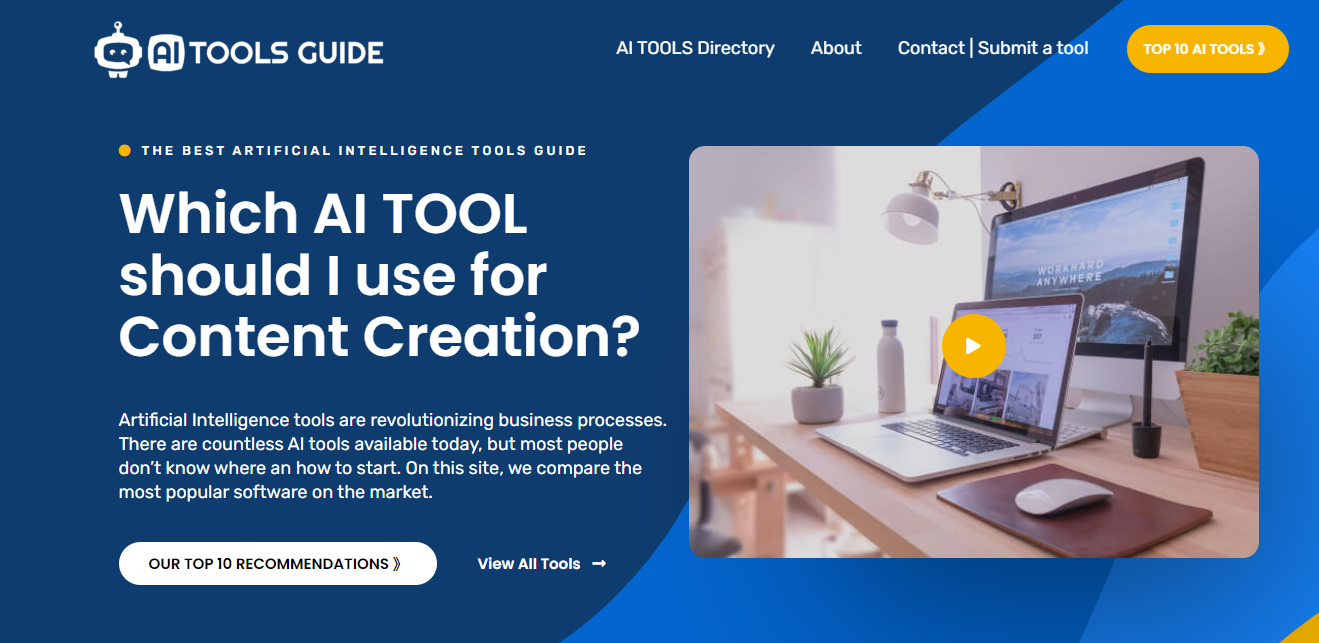 AI TOOLS GUIDE
AI TOOLS Directory
About
Contact | Submit a tool
TOP 10 AI TOOLS 》
THE BEST ARTIFICIAL INTELLIGENCE TOOLS GUIDE
Which AI TOOL
should I use for
Content Creation?
Artificial Intelligence tools are revolutionizing business processes.
There are countless AI tools available today, but most people
don’t know where an how to start. On this site, we compare the
most popular software on the market.
OUR TOP 10 RECOMMENDATIONS 》
View All Tools →
WORKHARD
ANYWHERE